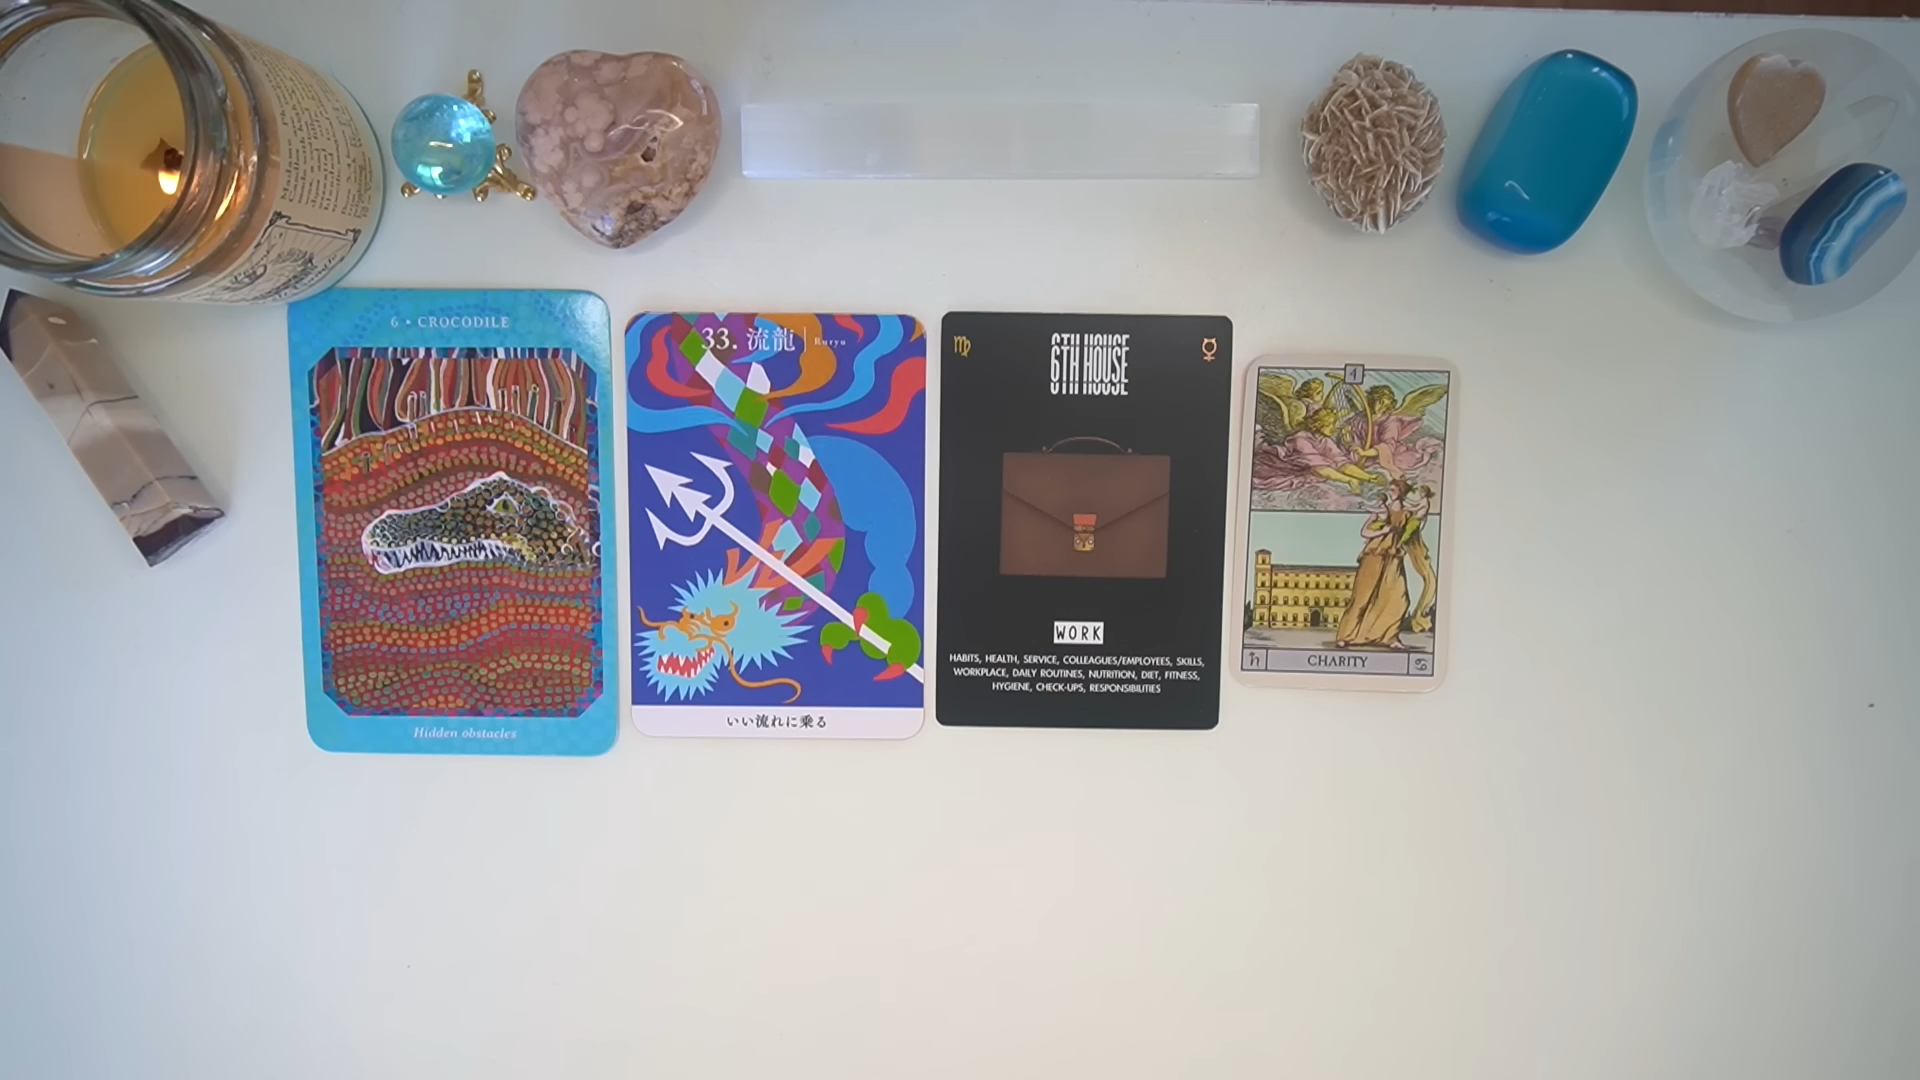 6 • CROCODILE
Hidden obstacles
33. 流龍 | Ruryu
いい流れに乗る
6TH HOUSE
WORK
HABITS, HEALTH, SERVICE, COLLEAGUES/EMPLOYEES, SKILLS,
WORKPLACE, DAILY ROUTINES, NUTRITION, DIET, FITNESS,
HYGIENE, CHECK-UPS, RESPONSIBILITIES
4
CHARITY